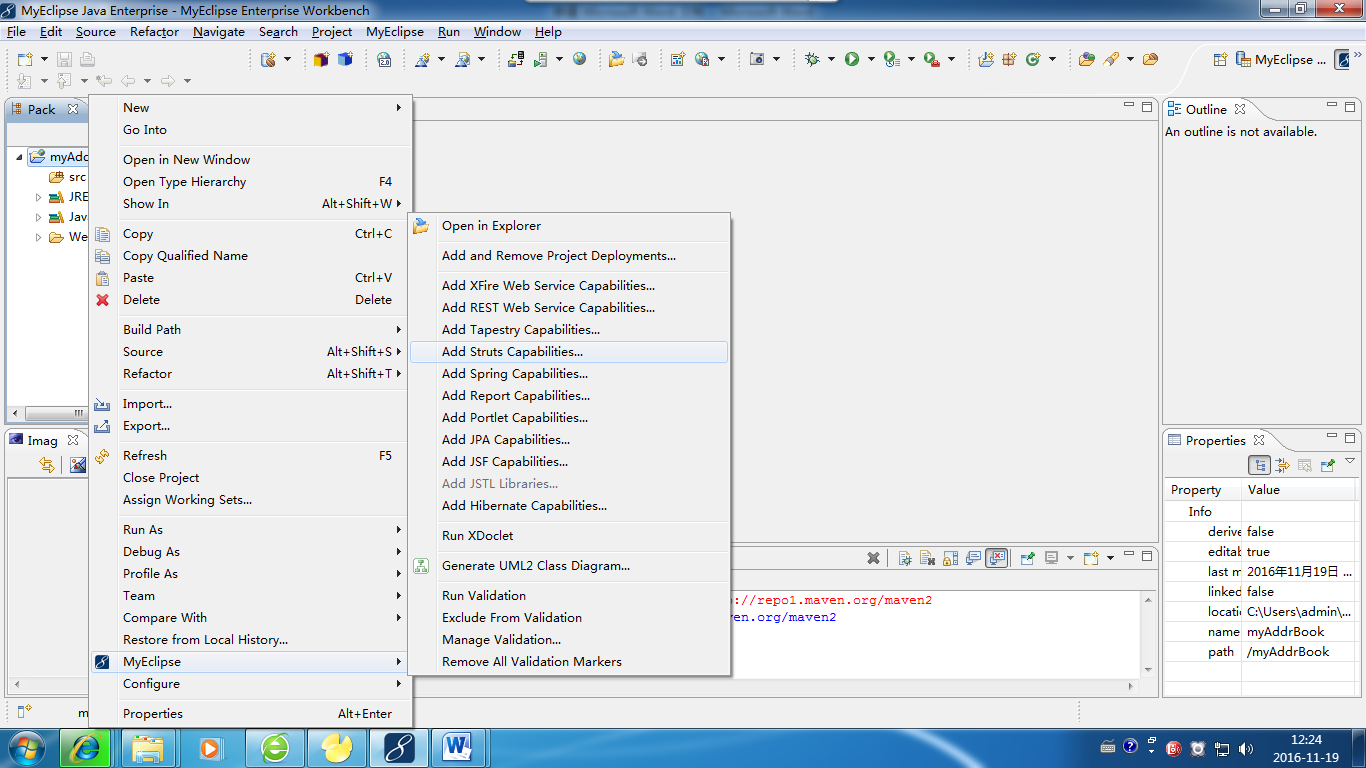 MyEclipse Java Enterprise - MyEclipse Enterprise Workbench
File Edit Source Refactor Navigate Search Project MyEclipse Run Window Help
MyEclipse ...
Pack
myAdd
src
JRE
Java
We
New
Go Into
Open in New Window
Open Type Hierarchy F4
Show In Alt+Shift+W
Copy Ctrl+C
Copy Qualified Name
Paste Ctrl+V
Delete Delete
Build Path
Source Alt+Shift+S
Refactor Alt+Shift+T
Import...
Export...
Refresh F5
Close Project
Assign Working Sets...
Run As
Debug As
Profile As
Team
Compare With
Restore from Local History...
MyEclipse
Configure
Properties Alt+Enter
Open in Explorer
Add and Remove Project Deployments...
Add XFire Web Service Capabilities...
Add REST Web Service Capabilities...
Add Tapestry Capabilities...
Add Struts Capabilities...
Add Spring Capabilities...
Add Report Capabilities...
Add Portlet Capabilities...
Add JPA Capabilities...
Add JSF Capabilities...
Add JSTL Libraries...
Add Hibernate Capabilities...
Run XDoclet
Generate UML2 Class Diagram...
Run Validation
Exclude From Validation
Manage Validation...
Remove All Validation Markers
Outline
An outline is not available.
Imag
://repo1.maven.org/maven2
ven.org/maven2
Properties
Property Value
Info
derive false
editab true
last m 2016年11月19日 ...
linked false
locatio C:\Users\admin\...
name myAddrBook
path /myAddrBook
m
12:24
2016-11-19